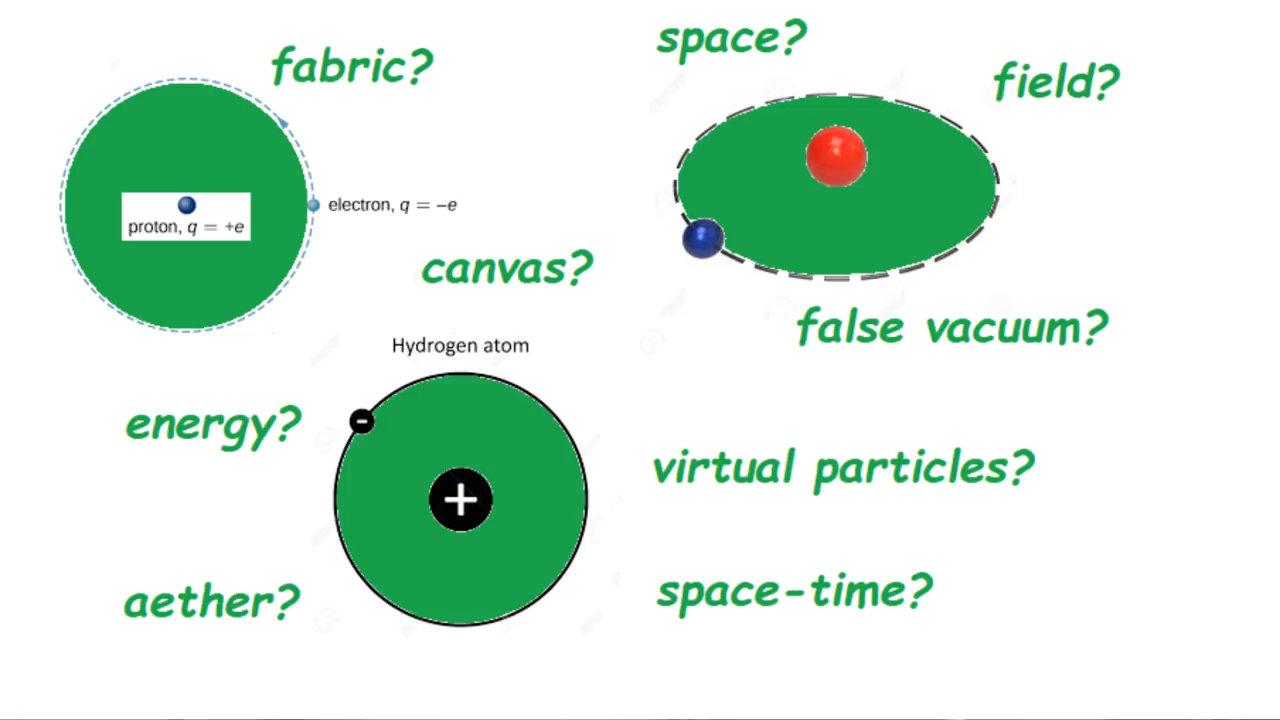 space?
fabric?
field?
electron, q = –e
proton, q = +e
canvas?
false vacuum?
Hydrogen atom
energy?
-
virtual particles?
+
aether?
space-time?